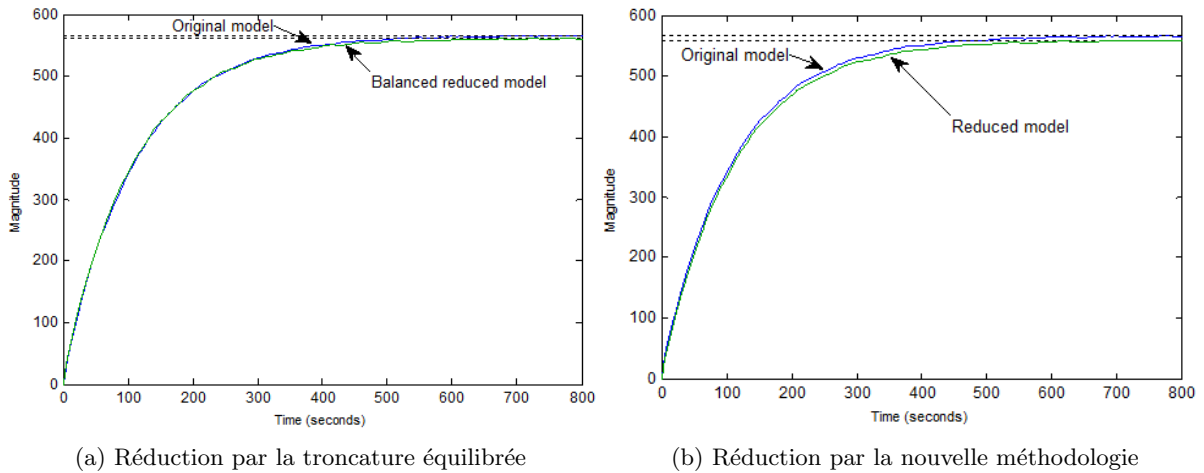 600
500
400
300
200
100
0
Magnitude
Original model
Balanced reduced model
0 100 200 300 400 500 600 700 800
Time (seconds)
(a) Réduction par la troncature équilibrée
600
500
400
300
200
100
0
Magnitude
Original model
Reduced model
0 100 200 300 400 500 600 700 800
Time (seconds)
(b) Réduction par la nouvelle méthodologie